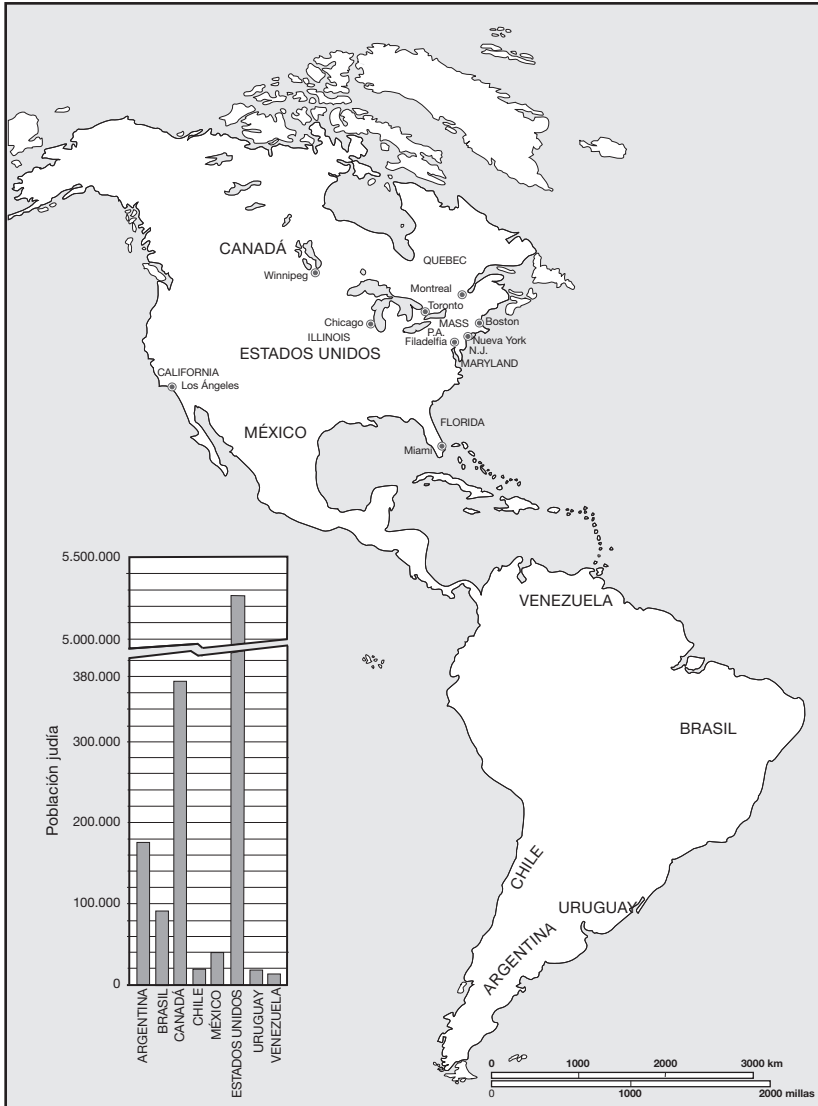 CANADÁ
QUEBEC
Winnipeg
Montreal
Toronto
Chicago
MASS
Boston
ILLINOIS
P.A.
Nueva York
Filadelfia
N.J.
ESTADOS UNIDOS
MARYLAND
CALIFORNIA
Los Ángeles
FLORIDA
MÉXICO
Miami
VENEZUELA
BRASIL
CHILE
URUGUAY
ARGENTINA
5.500.000
5.000.000
380.000
300.000
200.000
100.000
0
Población judía
ARGENTINA
BRASIL
CANADÁ
CHILE
MÉXICO
ESTADOS UNIDOS
URUGUAY
VENEZUELA
0 1000 2000 3000 km
0 1000 2000 millas